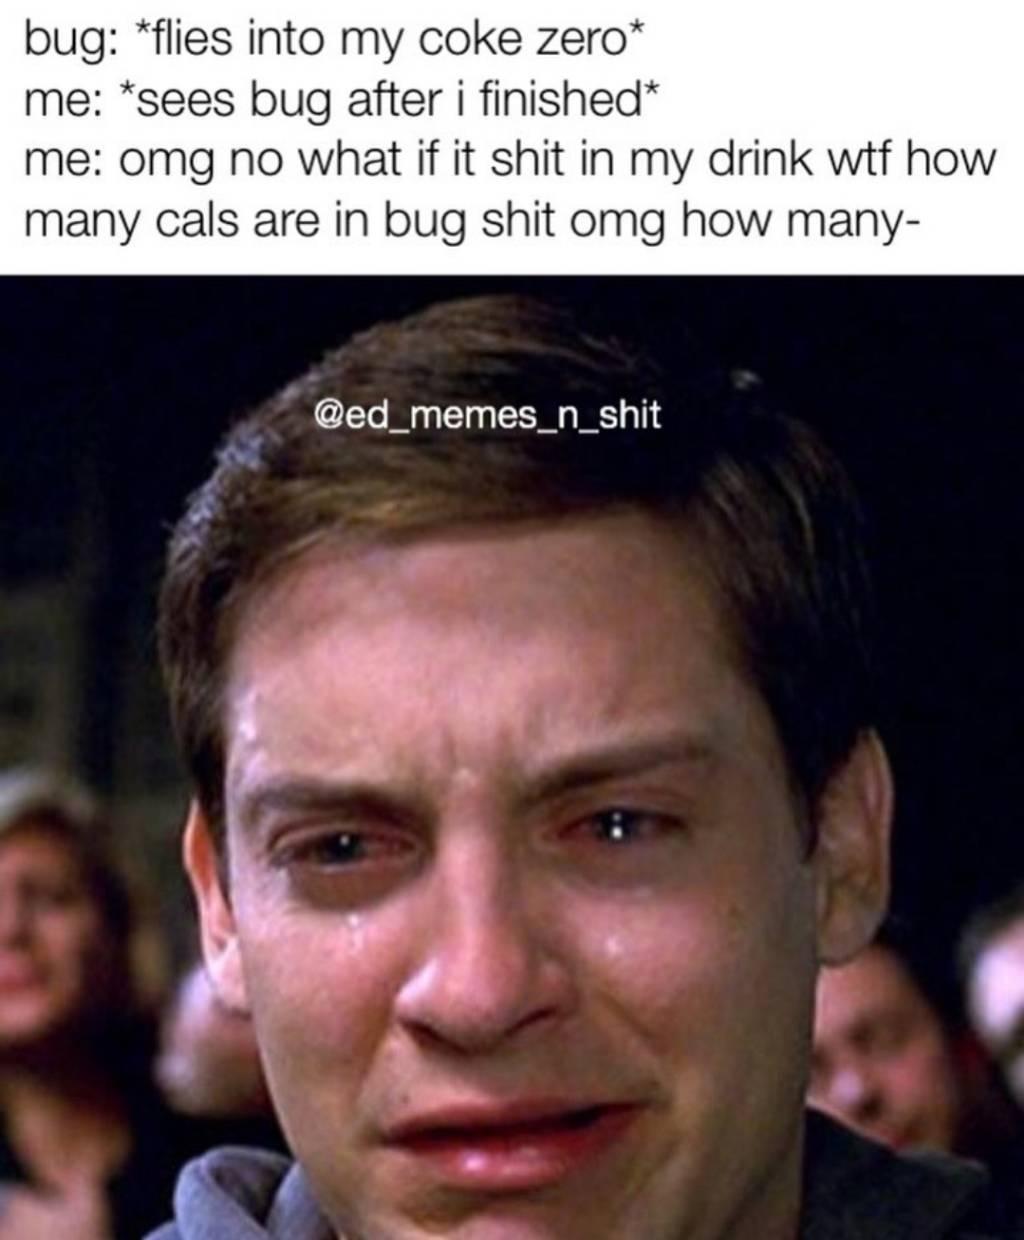 bug: *flies into my coke zero*
me: *sees bug after i finished*
me: omg no what if it shit in my drink wtf how
many cals are in bug shit omg how many-
@ed_memes_n_shit